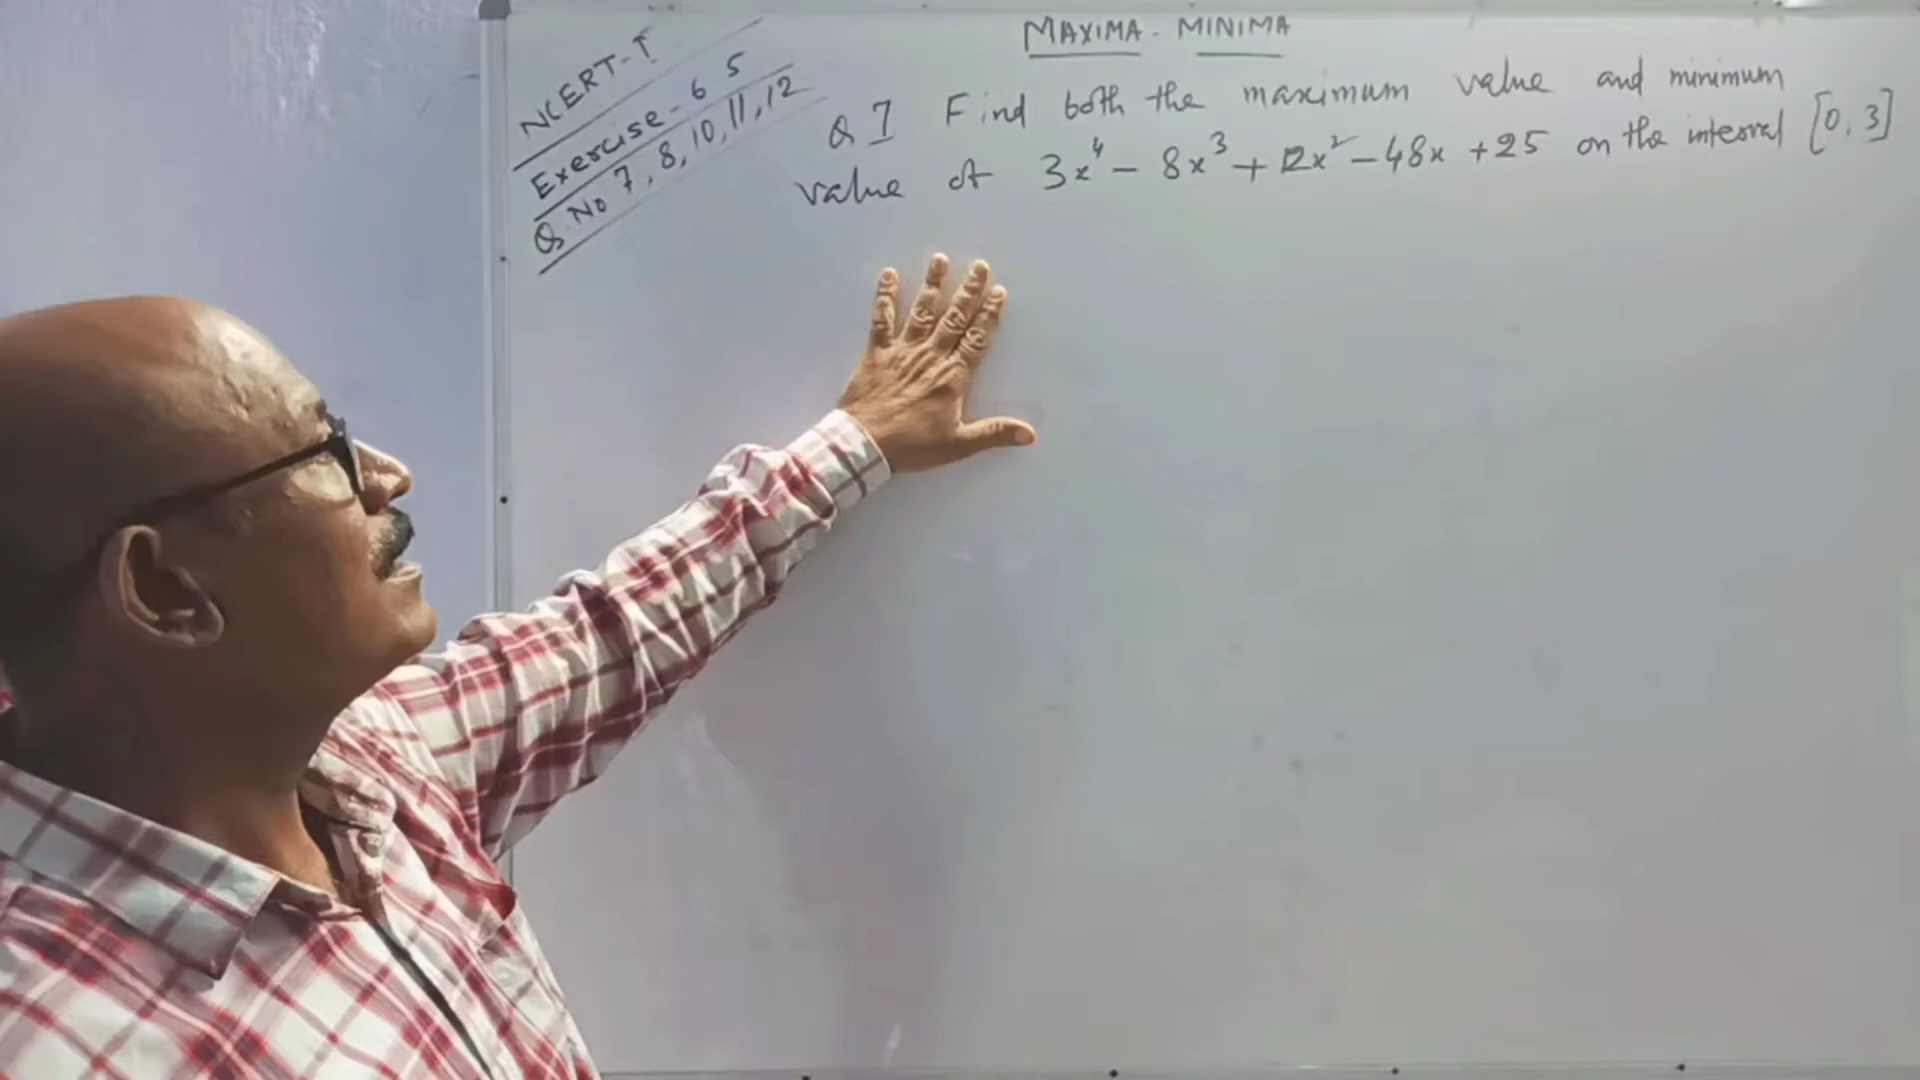 MAXIMA - MINIMA
NCERT-I
Exercise - 6 5
Q. No 7, 8, 10, 11, 12
Q 7 Find both the maximum value and minimum
value of 3x⁴ - 8x³ + 12x² - 48x + 25 on the interval [0, 3]